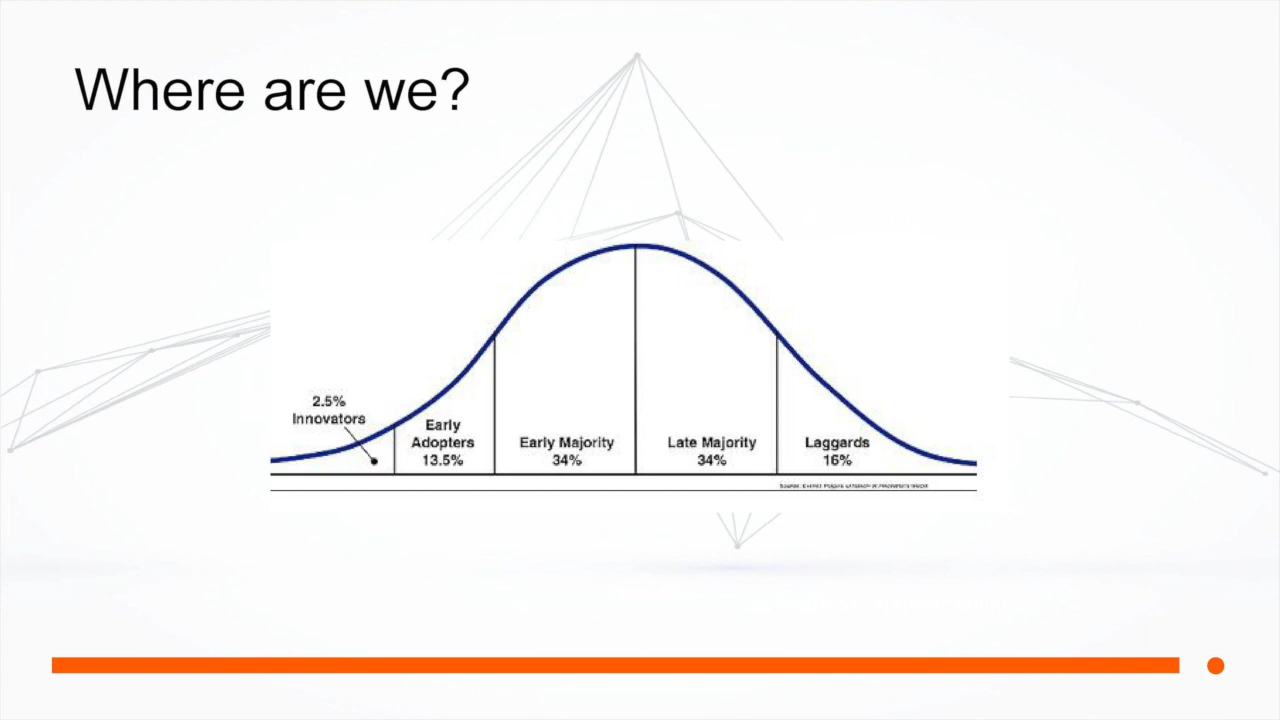 Where are we?
2.5%
Innovators
Early
Adopters
13.5%
Early Majority
34%
Late Majority
34%
Laggards
16%